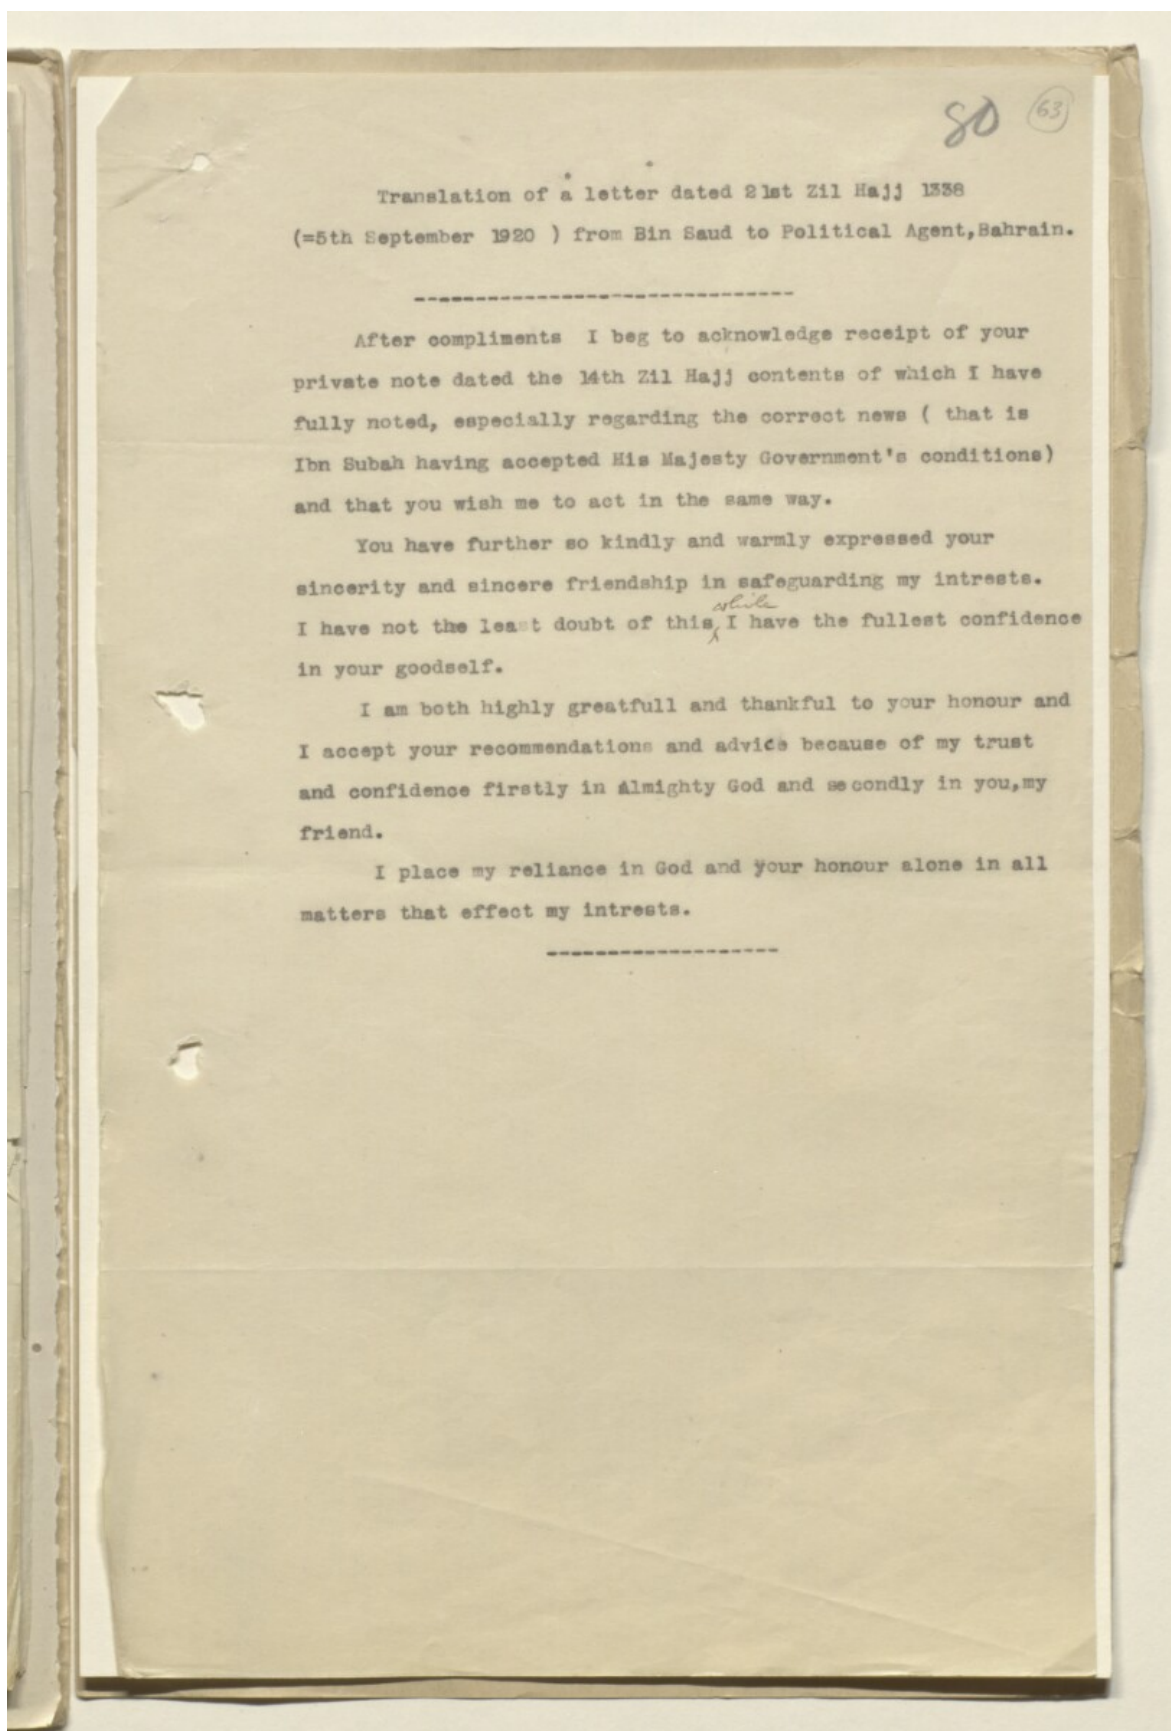 80 63
Translation of a letter dated 21st Zil Hajj 1338
(=5th September 1920 ) from Bin Saud to Political Agent,Bahrain.
-------------------------------
After compliments I beg to acknowledge receipt of your
private note dated the 14th Zil Hajj contents of which I have
fully noted, especially regarding the correct news ( that is
Ibn Subah having accepted His Majesty Government's conditions)
and that you wish me to act in the same way.
You have further so kindly and warmly expressed your
sincerity and sincere friendship in safeguarding my intrests.
while
I have not the least doubt of this, I have the fullest confidence
in your goodself.
I am both highly greatfull and thankful to your honour and
I accept your recommendations and advice because of my trust
and confidence firstly in Almighty God and secondly in you,my
friend.
I place my reliance in God and your honour alone in all
matters that effect my intrests.
-------------------